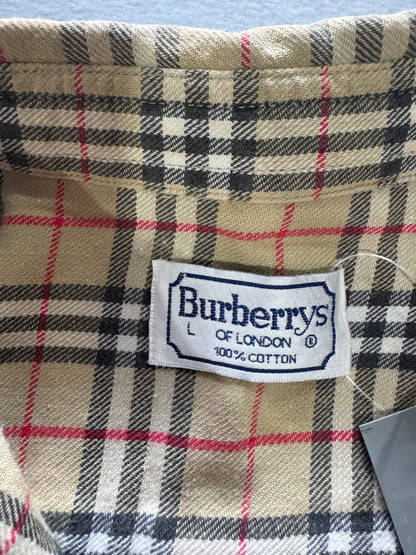 Burberrys
L OF LONDON ®
100% COTTON